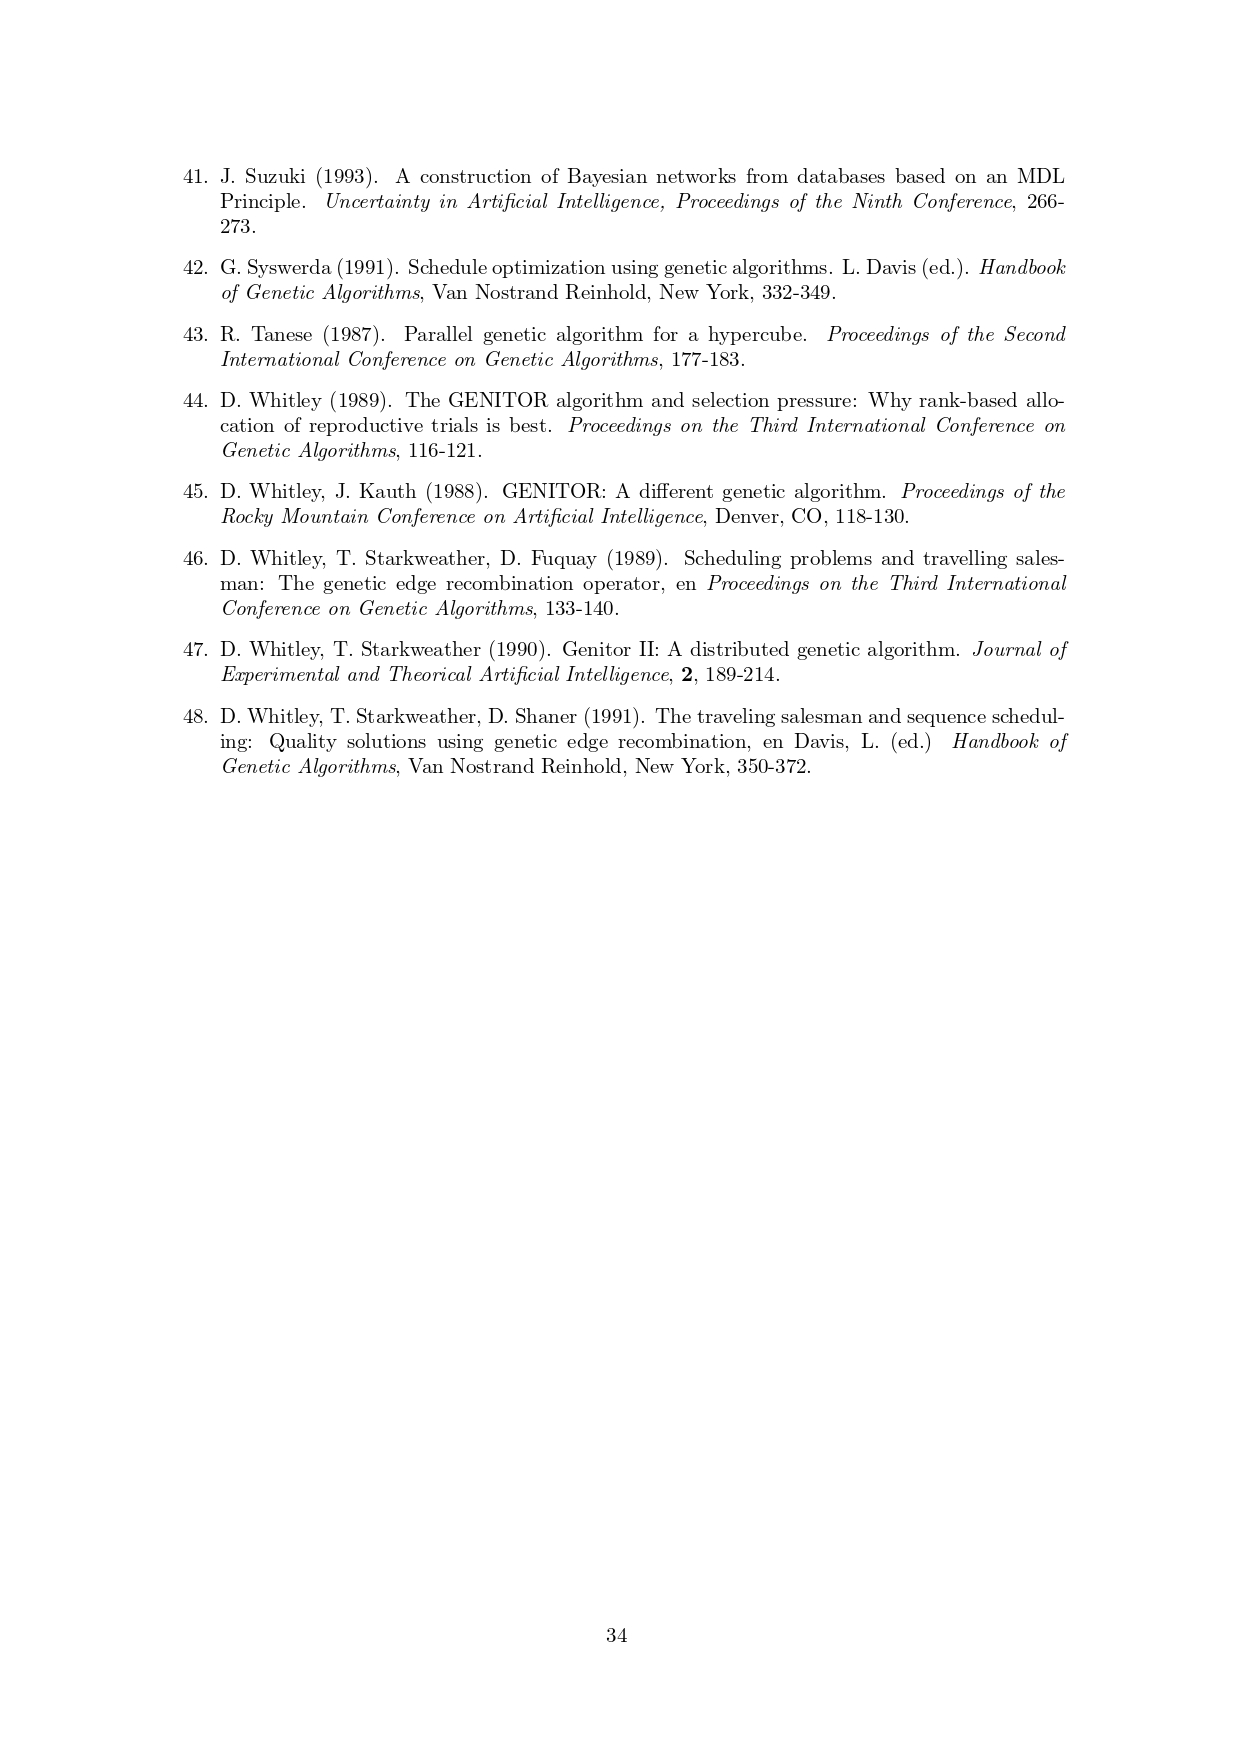 41. J. Suzuki (1993). A construction of Bayesian networks from databases based on an MDL
Principle. Uncertainty in Artificial Intelligence, Proceedings of the Ninth Conference, 266-
273.
42. G. Syswerda (1991). Schedule optimization using genetic algorithms. L. Davis (ed.). Handbook
of Genetic Algorithms, Van Nostrand Reinhold, New York, 332-349.
43. R. Tanese (1987). Parallel genetic algorithm for a hypercube. Proceedings of the Second
International Conference on Genetic Algorithms, 177-183.
44. D. Whitley (1989). The GENITOR algorithm and selection pressure: Why rank-based allo-
cation of reproductive trials is best. Proceedings on the Third International Conference on
Genetic Algorithms, 116-121.
45. D. Whitley, J. Kauth (1988). GENITOR: A different genetic algorithm. Proceedings of the
Rocky Mountain Conference on Artificial Intelligence, Denver, CO, 118-130.
46. D. Whitley, T. Starkweather, D. Fuquay (1989). Scheduling problems and travelling sales-
man: The genetic edge recombination operator, en Proceedings on the Third International
Conference on Genetic Algorithms, 133-140.
47. D. Whitley, T. Starkweather (1990). Genitor II: A distributed genetic algorithm. Journal of
Experimental and Theorical Artificial Intelligence, 2, 189-214.
48. D. Whitley, T. Starkweather, D. Shaner (1991). The traveling salesman and sequence schedul-
ing: Quality solutions using genetic edge recombination, en Davis, L. (ed.) Handbook of
Genetic Algorithms, Van Nostrand Reinhold, New York, 350-372.
34